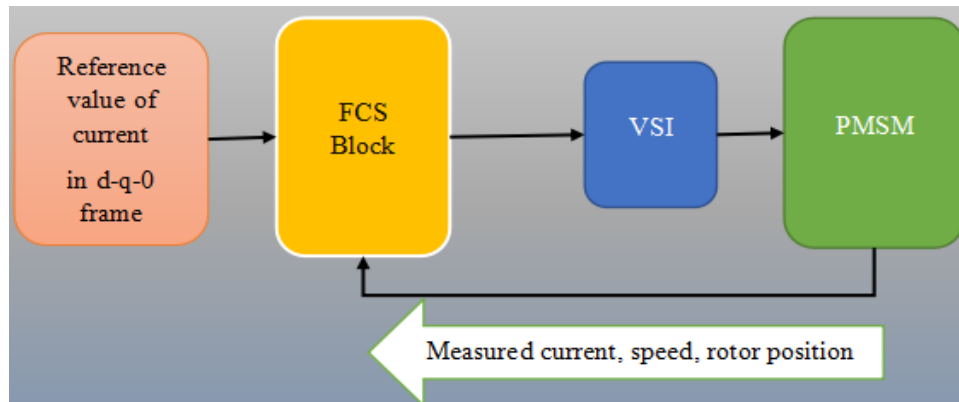 Reference
value of
current
in d-q-0
frame
FCS
Block
VSI
PMSM
Measured current, speed, rotor position